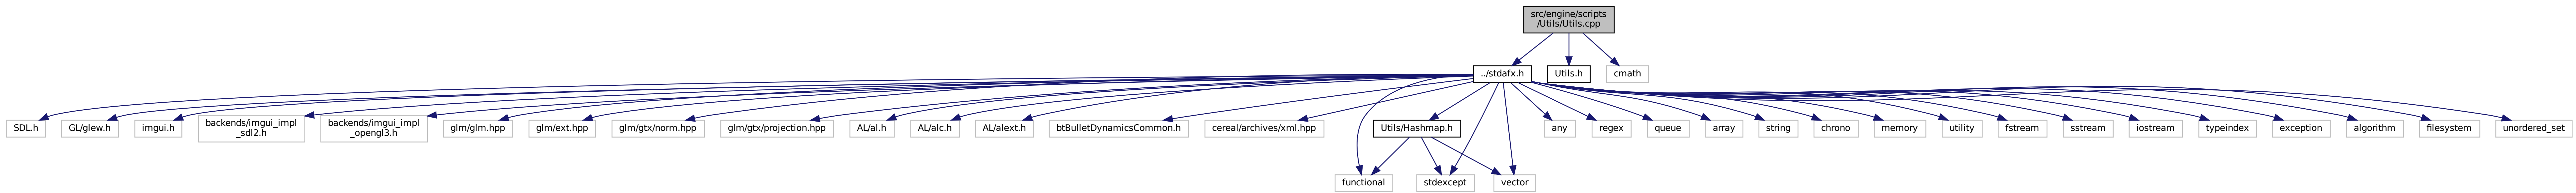 src/engine/scripts
/Utils/Utils.cpp
../stdafx.h
Utils.h
cmath
SDL.h
GL/glew.h
imgui.h
backends/imgui_impl
_sdl2.h
backends/imgui_impl
_opengl3.h
glm/glm.hpp
glm/ext.hpp
glm/gtx/norm.hpp
glm/gtx/projection.hpp
AL/al.h
AL/alc.h
AL/alext.h
btBulletDynamicsCommon.h
cereal/archives/xml.hpp
Utils/Hashmap.h
any
regex
queue
array
string
chrono
memory
utility
fstream
sstream
iostream
typeindex
exception
algorithm
filesystem
unordered_set
functional
stdexcept
vector